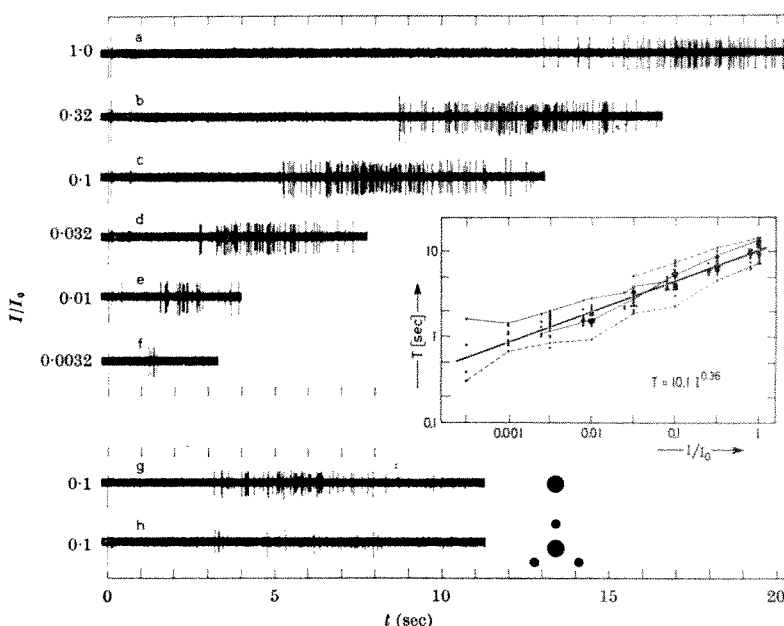 a
1·0
b
0·32
c
0·1
d
0·032
e
0·01
f
0·0032
I/I₀
10
1
0.1
T [sec]
T = 10.1 I^0.36
0.001 0.01 0.1 1
I/I₀
g
0·1
h
0·1
0 5 10 15 20
t (sec)